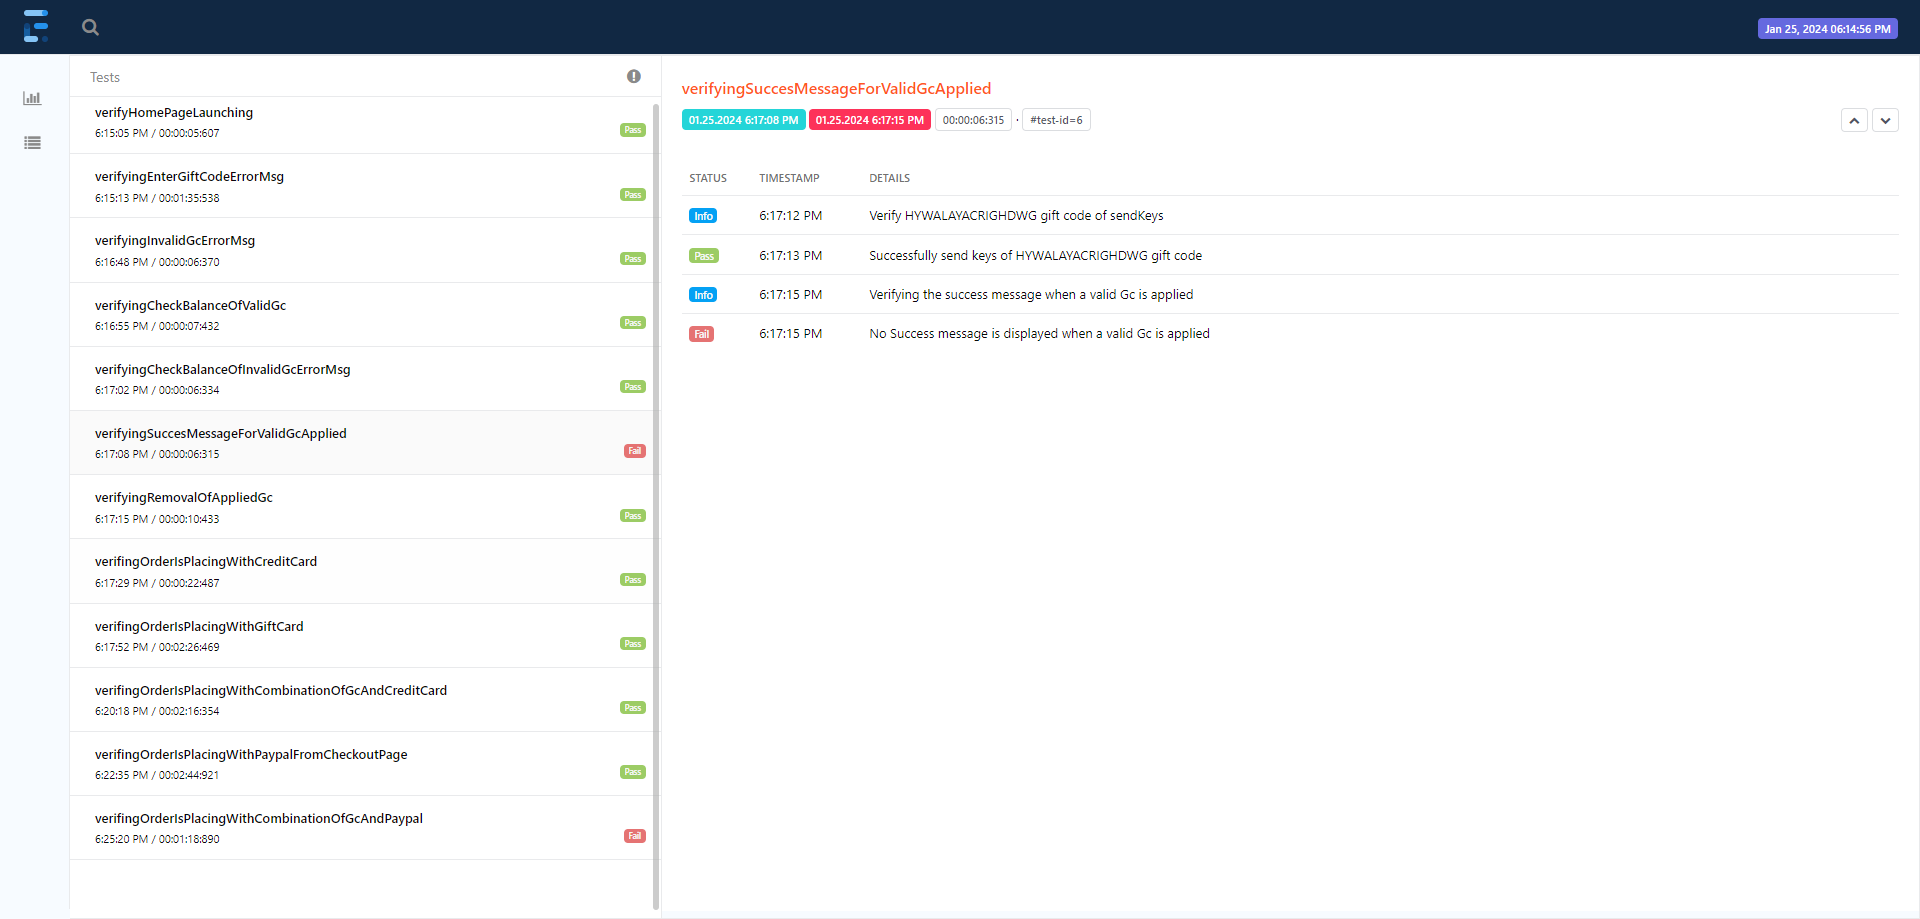 Jan 25, 2024 06:14:56 PM
Tests
verifyHomePageLaunching
6:15:05 PM / 00:00:05:607
Pass
verifyingEnterGiftCodeErrorMsg
6:15:13 PM / 00:01:35:538
Pass
verifyingInvalidGcErrorMsg
6:16:48 PM / 00:00:06:370
Pass
verifyingCheckBalanceOfValidGc
6:16:55 PM / 00:00:07:432
Pass
verifyingCheckBalanceOfInvalidGcErrorMsg
6:17:02 PM / 00:00:06:334
Pass
verifyingSuccesMessageForValidGcApplied
6:17:08 PM / 00:00:06:315
Fail
verifyingRemovalOfAppliedGc
6:17:15 PM / 00:00:10:433
Pass
verifingOrderIsPlacingWithCreditCard
6:17:29 PM / 00:00:22:487
Pass
verifingOrderIsPlacingWithGiftCard
6:17:52 PM / 00:02:26:469
Pass
verifingOrderIsPlacingWithCombinationOfGcAndCreditCard
6:20:18 PM / 00:02:16:354
Pass
verifingOrderIsPlacingWithPaypalFromCheckoutPage
6:22:35 PM / 00:02:44:921
Pass
verifingOrderIsPlacingWithCombinationOfGcAndPaypal
6:25:20 PM / 00:01:18:890
Fail
verifyingSuccesMessageForValidGcApplied
01.25.2024 6:17:08 PM 01.25.2024 6:17:15 PM 00:00:06:315 · #test-id=6
STATUS TIMESTAMP DETAILS
Info 6:17:12 PM Verify HYWALAYACRIGHDWG gift code of sendKeys
Pass 6:17:13 PM Successfully send keys of HYWALAYACRIGHDWG gift code
Info 6:17:15 PM Verifying the success message when a valid Gc is applied
Fail 6:17:15 PM No Success message is displayed when a valid Gc is applied